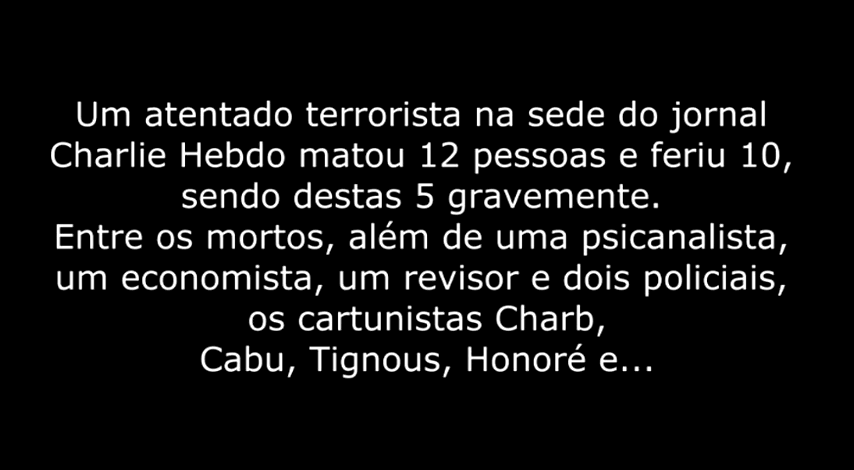 Um atentado terrorista na sede do jornal
Charlie Hebdo matou 12 pessoas e feriu 10,
sendo destas 5 gravemente.
Entre os mortos, além de uma psicanalista,
um economista, um revisor e dois policiais,
os cartunistas Charb,
Cabu, Tignous, Honoré e...